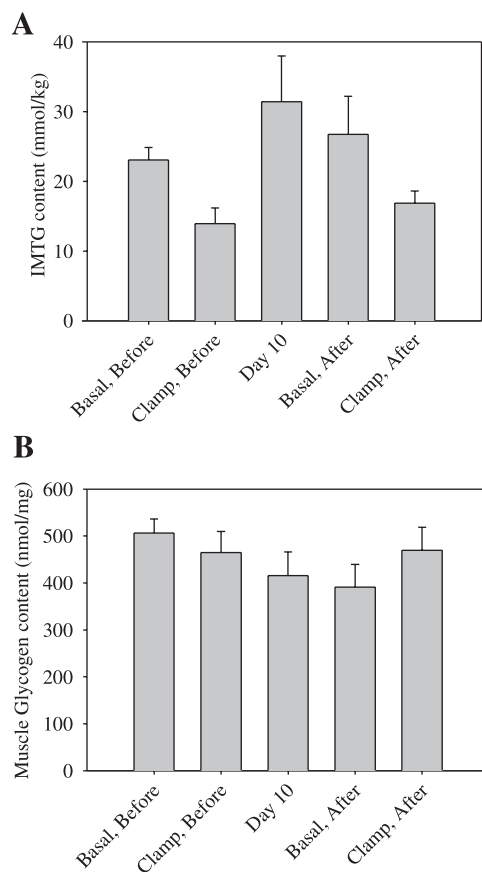 A
40
30
20
10
0
IMTG content (mmol/kg)
Basal, Before
Clamp, Before
Day 10
Basal, After
Clamp, After
B
600
500
400
300
200
100
0
Muscle Glycogen content (nmol/mg)
Basal, Before
Clamp, Before
Day 10
Basal, After
Clamp, After